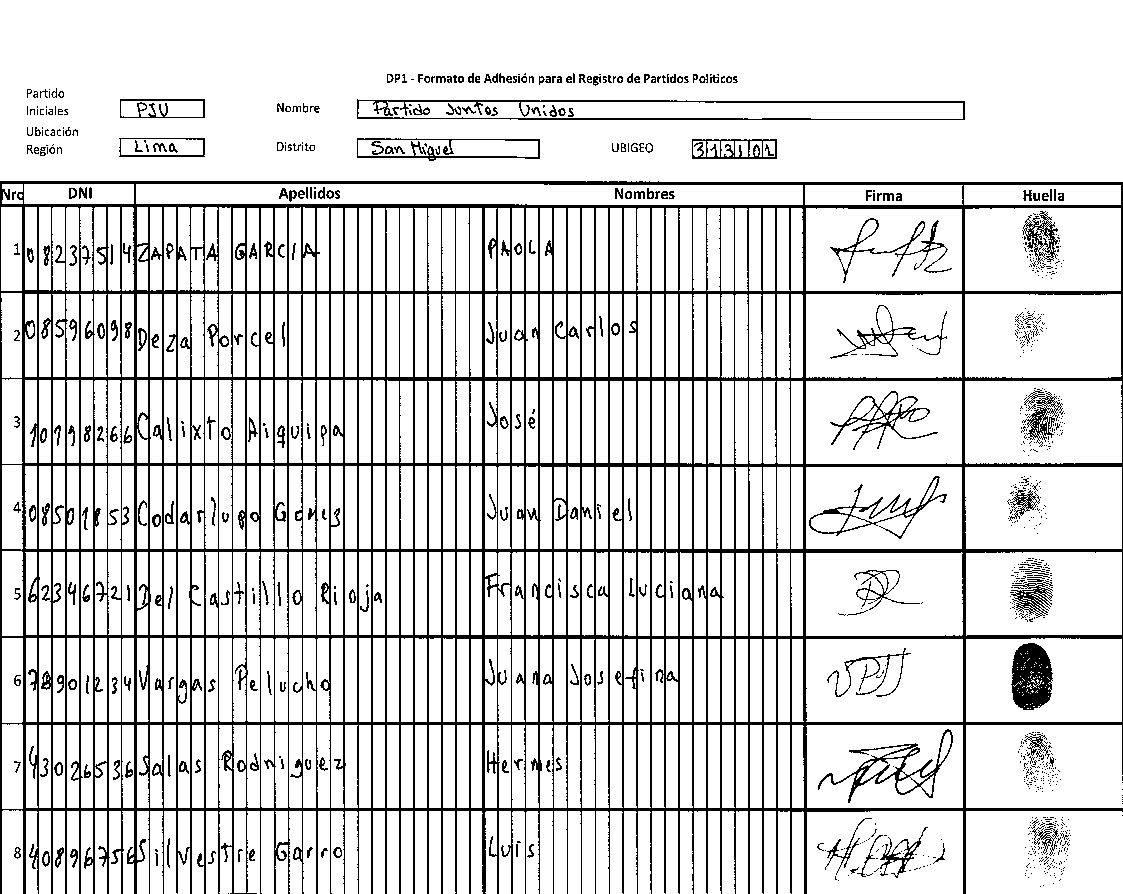 DP1 - Formato de Adhesión para el Registro de Partidos Políticos
Partido
Iniciales PJU Nombre Partido Juntos Unidos
Ubicación
Región Lima Distrito San Miguel UBIGEO 313101
Nro DNI Apellidos Nombres Firma Huella
1 08237514 ZAPATA GARCIA PAOLA
2 08596098 Deza Porcel Juan Carlos
3 10798266 Calixto Aiquipa José
4 08501853 Codarlupo Juan Daniel
5 62346721 Del Castilllo Rioja Francisca Luciana
6 78901234 Vargas Pelucho Juana Josefina VPJJ
7 43026536 Salas Rodriguez Hermes
8 40896756 Silvestre Garro Luis